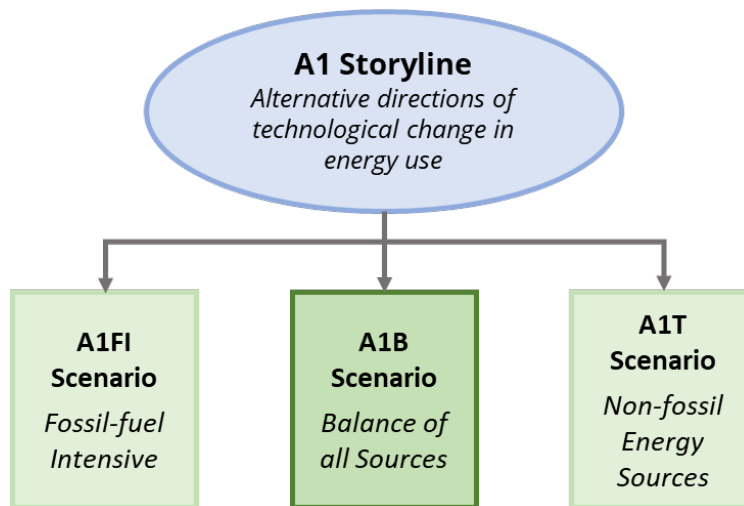 A1 Storyline
Alternative directions of
technological change in
energy use
A1FI
Scenario
Fossil-fuel
Intensive
A1B
Scenario
Balance of
all Sources
A1T
Scenario
Non-fossil
Energy
Sources